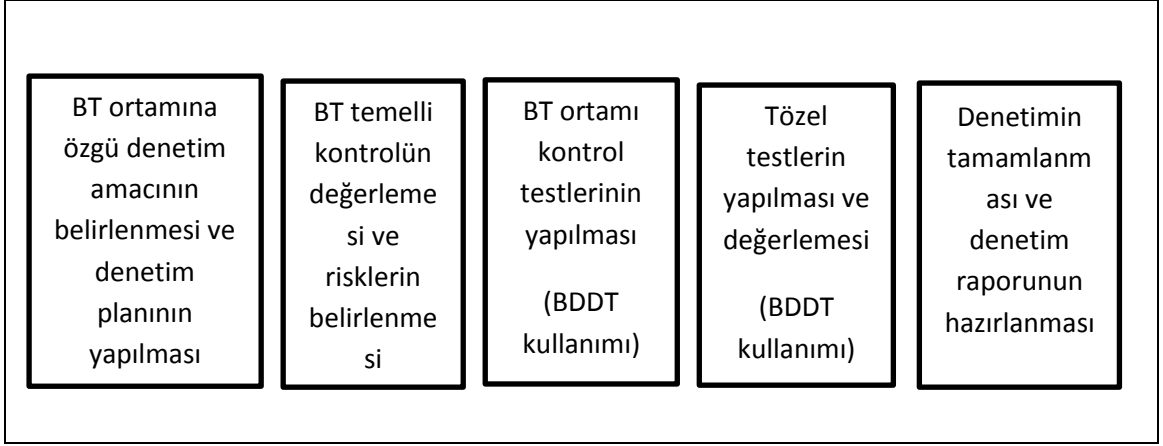 BT ortamına
özgü denetim
amacının
belirlenmesi ve
denetim
planının
yapılması
BT temelli
kontrolün
değerleme
si ve
risklerin
belirlenme
si
BT ortamı
kontrol
testlerinin
yapılması
(BDDT
kullanımı)
Tözel
testlerin
yapılması ve
değerlemesi
(BDDT
kullanımı)
Denetimin
tamamlanm
ası ve
denetim
raporunun
hazırlanması